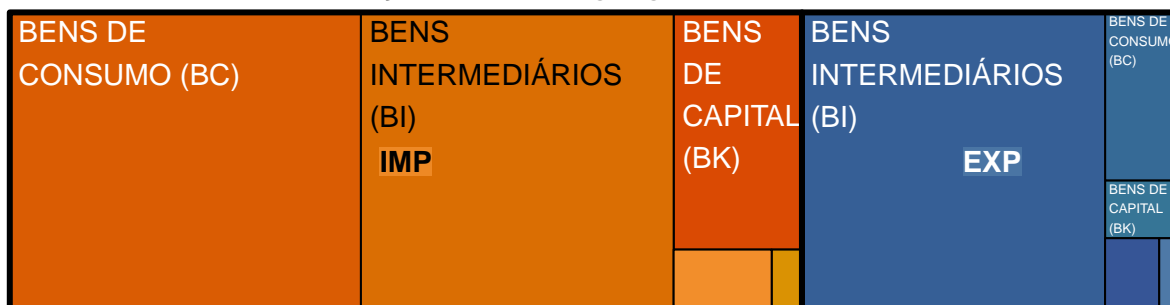 BENS DE
CONSUMO (BC)
BENS
INTERMEDIÁRIOS
(BI)
IMP
BENS
DE
CAPITAL
(BK)
BENS
INTERMEDIÁRIOS
(BI)
EXP
BENS DE
CONSUMO
(BC)
BENS DE
CAPITAL
(BK)